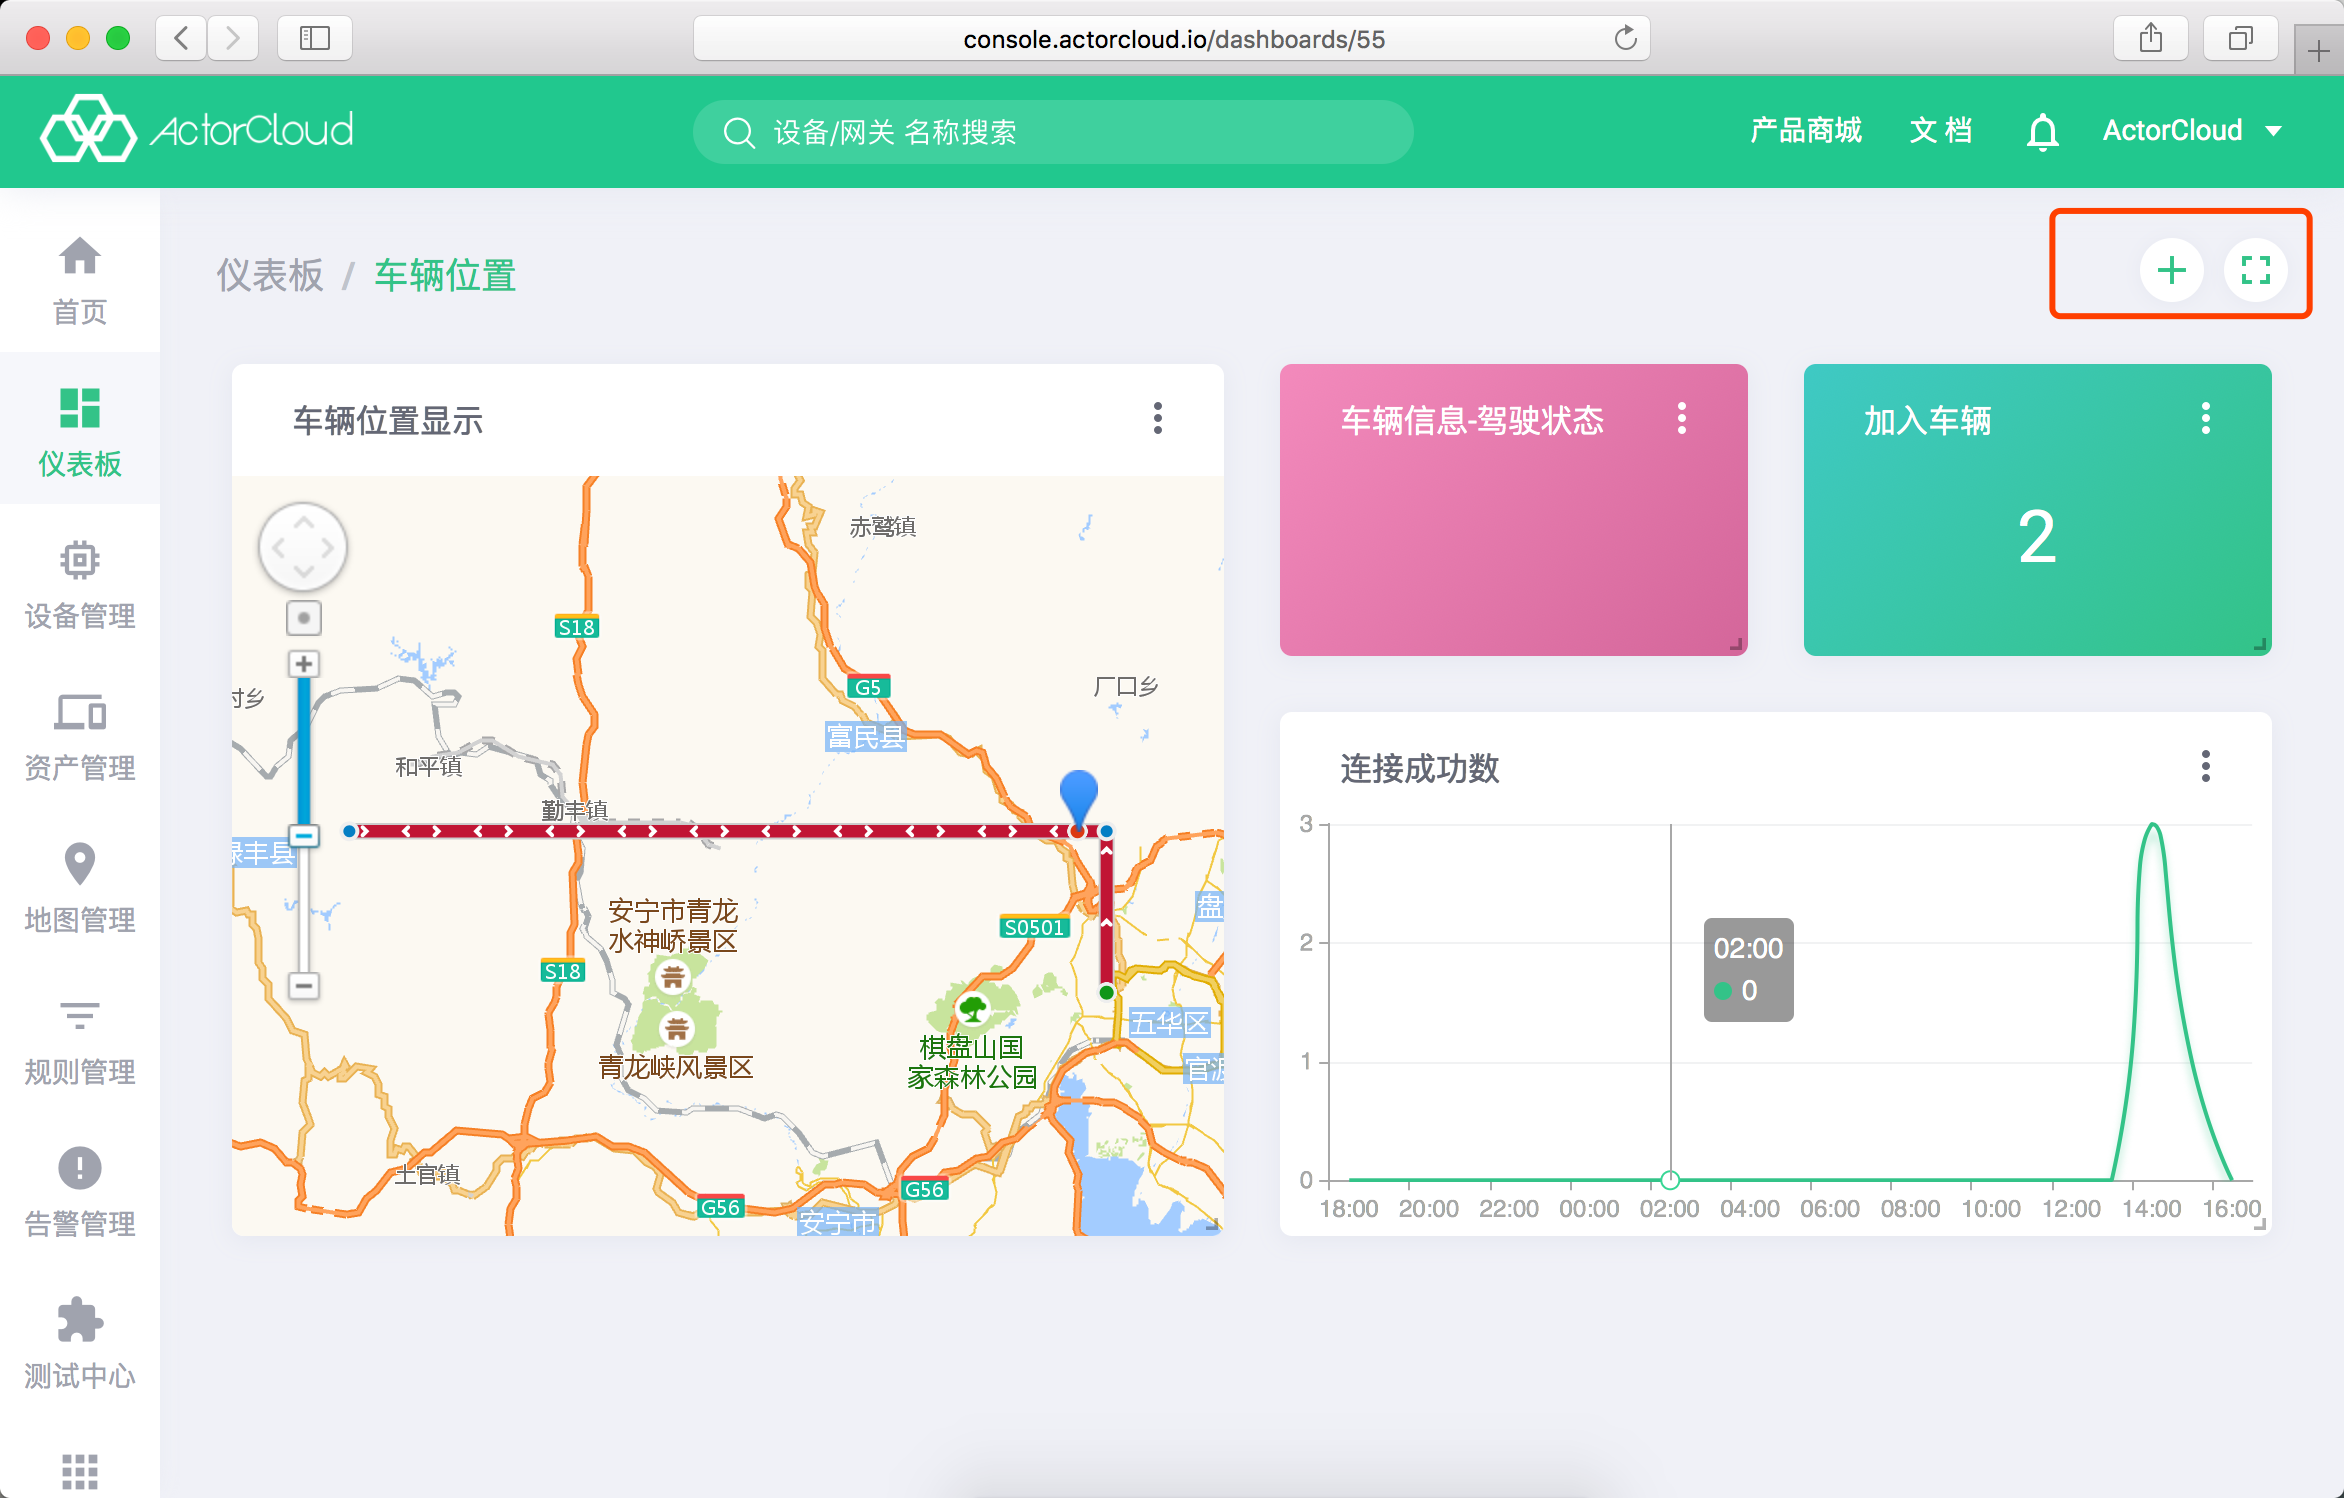 console.actorcloud.io/dashboards/55
ActorCloud
设备/网关 名称搜索
产品商城
文 档
ActorCloud
首页
仪表板
设备管理
资产管理
地图管理
规则管理
告警管理
测试中心
仪表板 / 车辆位置
车辆位置显示
赤鹫镇
S18
G5
厂口乡
村乡
富民县
和平镇
勤丰镇
禄丰县
安宁市青龙
水神峤景区
S0501
盘
S18
五华区
棋盘山国
家森林公园
官渡
青龙峡风景区
土官镇
G56
G56
安宁市
车辆信息-驾驶状态
加入车辆
2
连接成功数
3
2
1
0
02:00
0
18:00 20:00 22:00 00:00 02:00 04:00 06:00 08:00 10:00 12:00 14:00 16:00